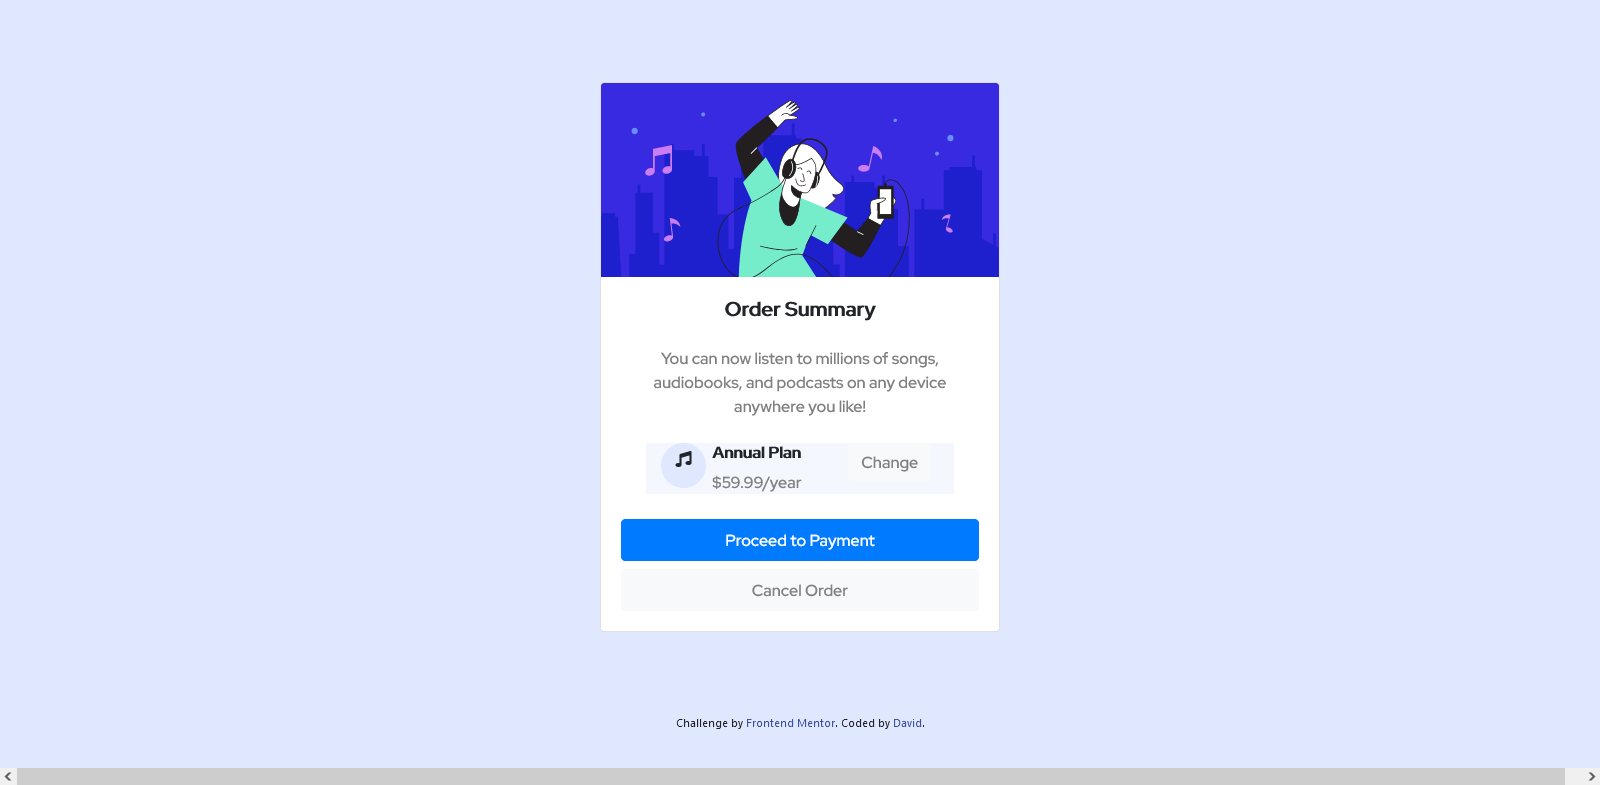 Order Summary
You can now listen to millions of songs,
audiobooks, and podcasts on any device
anywhere you like!
Annual Plan
Change
$59.99/year
Proceed to Payment
Cancel Order
Challenge by Frontend Mentor. Coded by David.